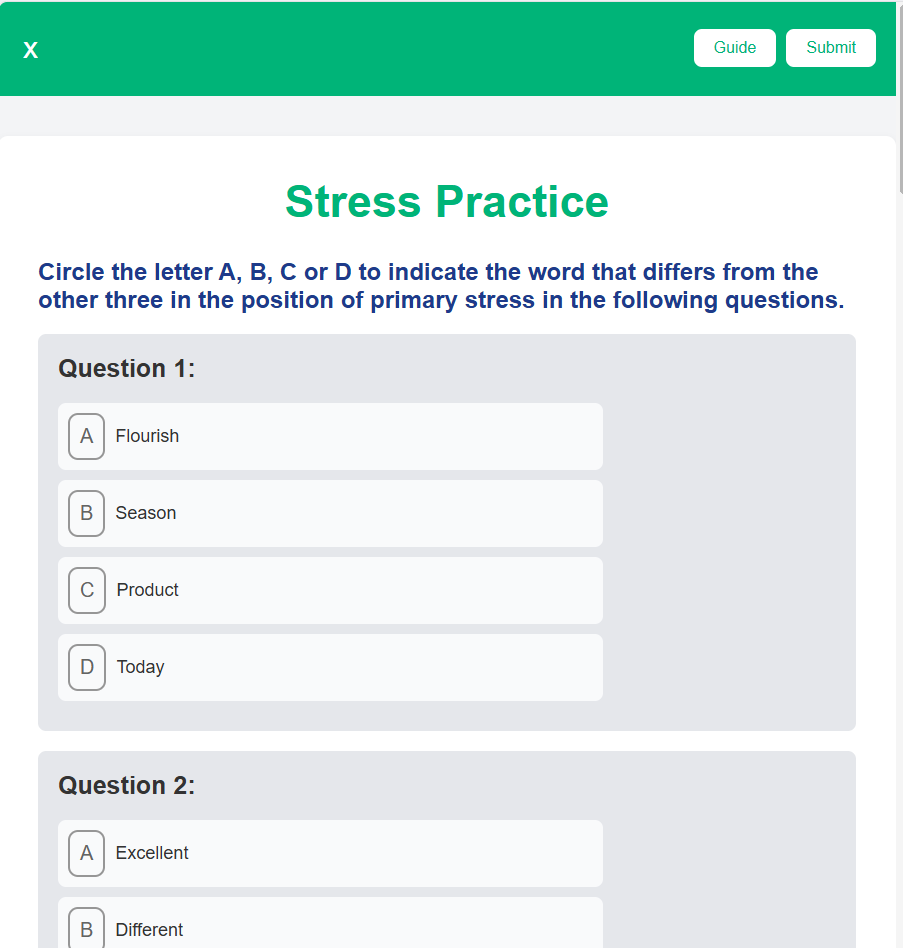 X
Guide
Submit
Stress Practice
Circle the letter A, B, C or D to indicate the word that differs from the
other three in the position of primary stress in the following questions.
Question 1:
A Flourish
B Season
C Product
D Today
Question 2:
A Excellent
B Different